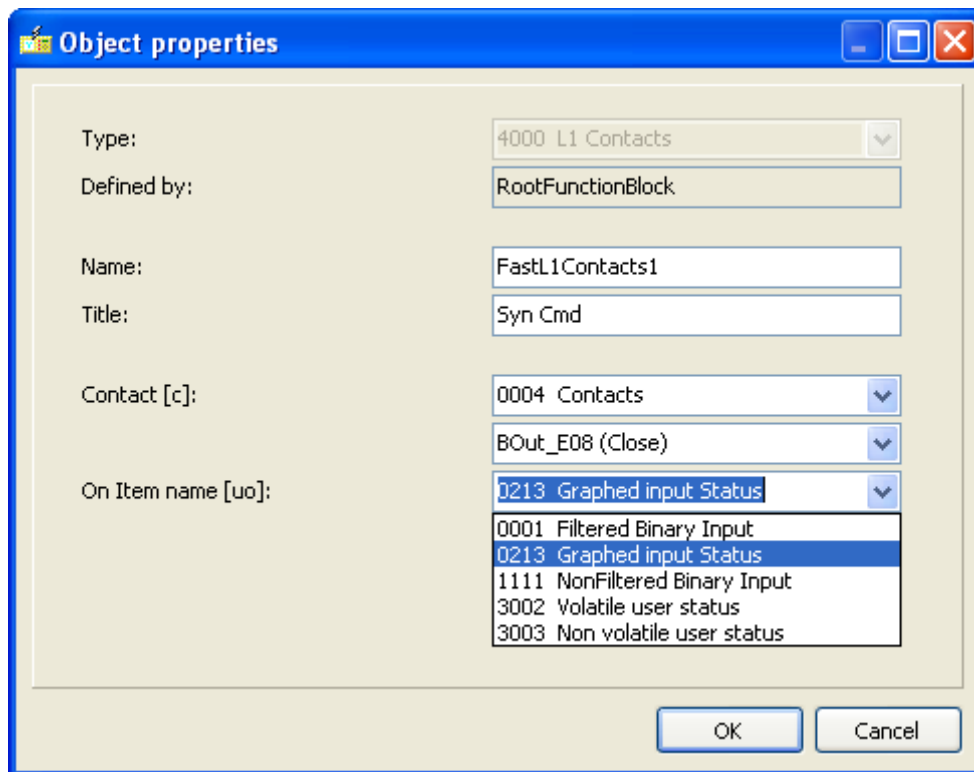 Object properties
Type: 4000 L1 Contacts
Defined by: RootFunctionBlock
Name: FastL1Contacts1
Title: Syn Cmd
Contact [c]: 0004 Contacts
BOut_E08 (Close)
On Item name [uo]: 0213 Graphed input Status
0001 Filtered Binary Input
0213 Graphed input Status
1111 NonFiltered Binary Input
3002 Volatile user status
3003 Non volatile user status
OK Cancel